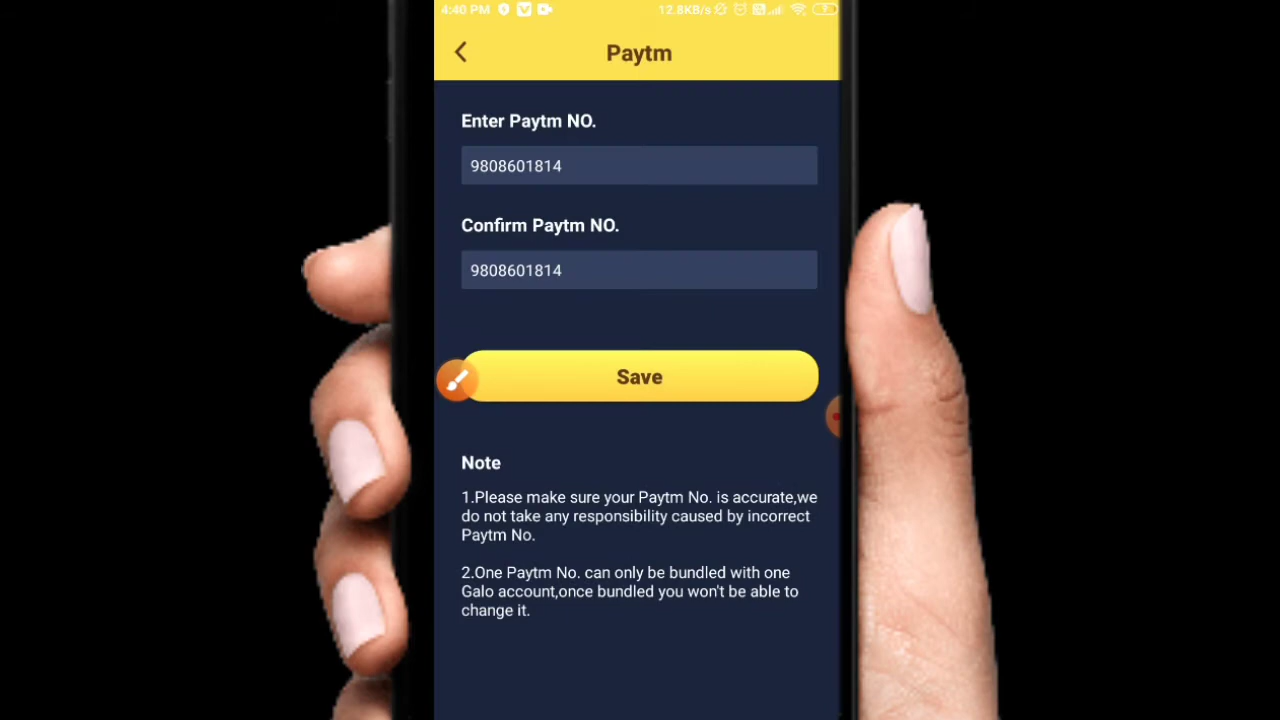 4:40 PM 12.8KB/s
Paytm
Enter Paytm NO.
9808601814
Confirm Paytm NO.
9808601814
Save
Note
1.Please make sure your Paytm No. is accurate,we
do not take any responsibility caused by incorrect
Paytm No.
2.One Paytm No. can only be bundled with one
Galo account,once bundled you won't be able to
change it.